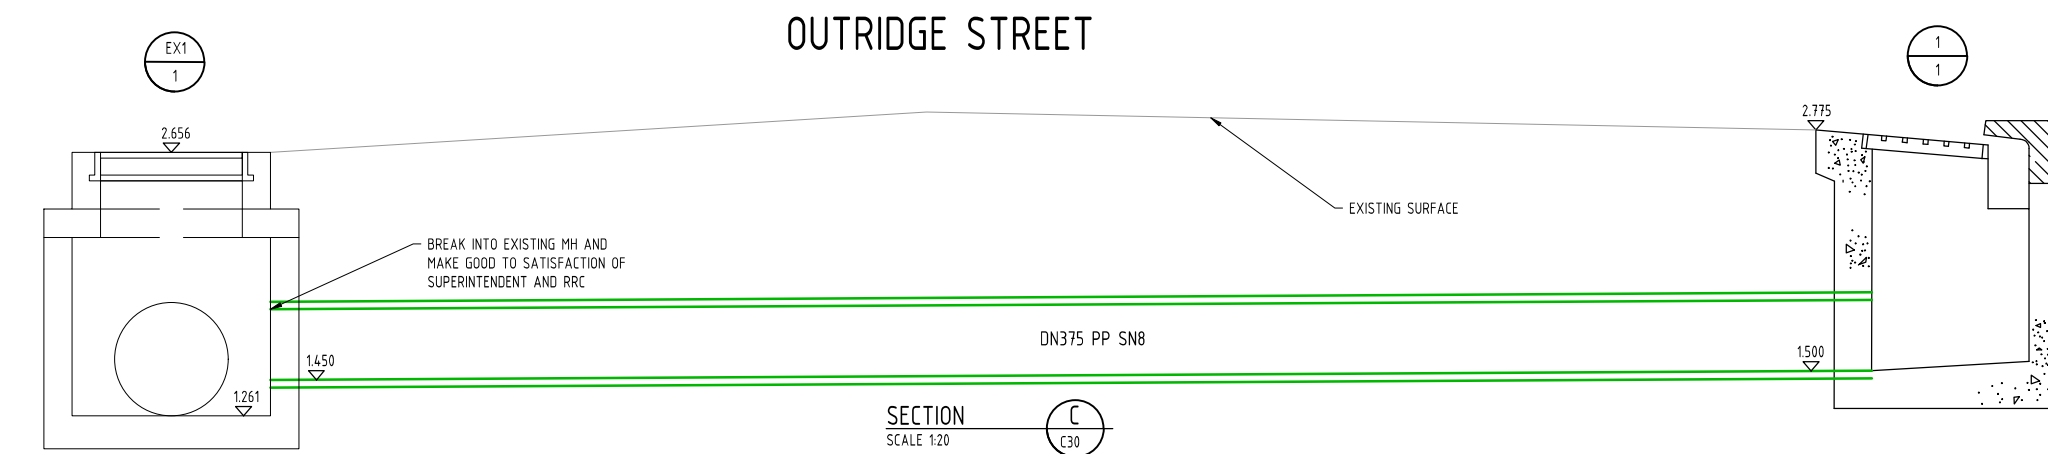 OUTRIDGE STREET
EX1
1
1
1
2.656
2.775
EXISTING SURFACE
BREAK INTO EXISTING MH AND
MAKE GOOD TO SATISFACTION OF
SUPERINTENDENT AND RRC
DN375 PP SN8
1.450
1.500
1.261
SECTION
SCALE 1:20
C
C30